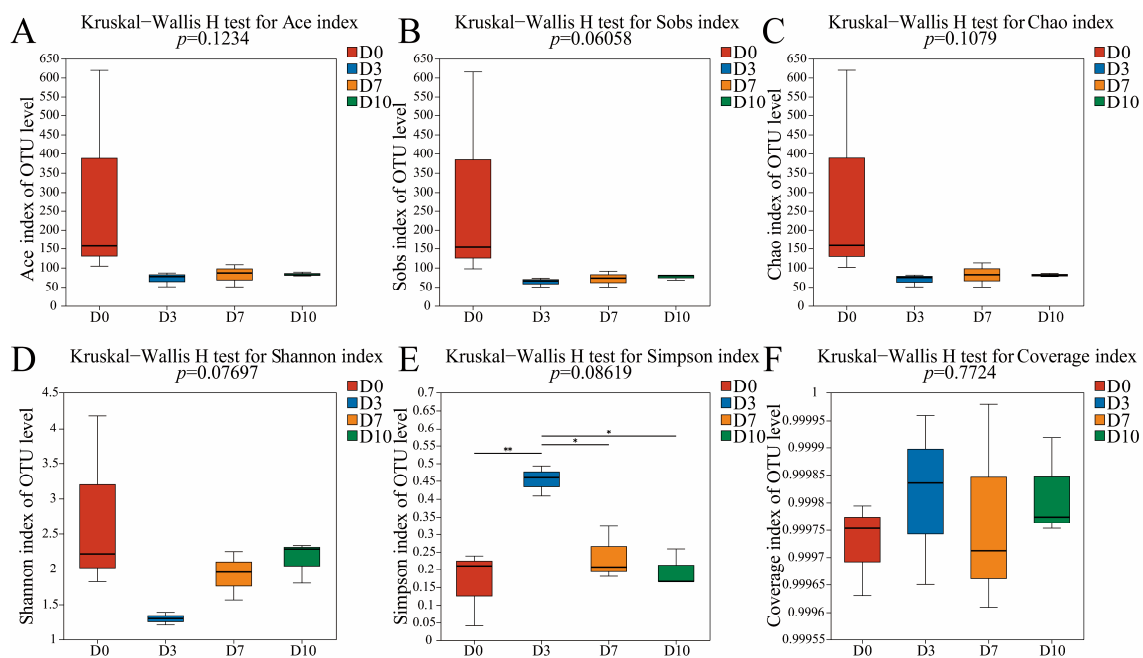 A
Kruskal−Wallis H test for Ace index
p=0.1234
D0
D3
D7
D10
Ace index of OTU level
650
600
550
500
450
400
350
300
250
200
150
100
50
0
D0 D3 D7 D10
B
Kruskal−Wallis H test for Sobs index
p=0.06058
D0
D3
D7
D10
Sobs index of OTU level
650
600
550
500
450
400
350
300
250
200
150
100
50
0
D0 D3 D7 D10
C
Kruskal−Wallis H test for Chao index
p=0.1079
D0
D3
D7
D10
Chao index of OTU level
650
600
550
500
450
400
350
300
250
200
150
100
50
0
D0 D3 D7 D10
D
Kruskal−Wallis H test for Shannon index
p=0.07697
D0
D3
D7
D10
Shannon index of OTU level
4.5
4
3.5
3
2.5
2
1.5
1
D0 D3 D7 D10
E
Kruskal−Wallis H test for Simpson index
p=0.08619
D0
D3
D7
D10
Simpson index of OTU level
0.7
0.65
0.6
0.55
0.5
0.45
0.4
0.35
0.3
0.25
0.2
0.15
0.1
0.05
0
*
*
**
D0 D3 D7 D10
F
Kruskal−Wallis H test for Coverage index
p=0.7724
D0
D3
D7
D10
Coverage index of OTU level
1
0.99995
0.9999
0.99985
0.9998
0.99975
0.9997
0.99965
0.9996
0.99955
D0 D3 D7 D10